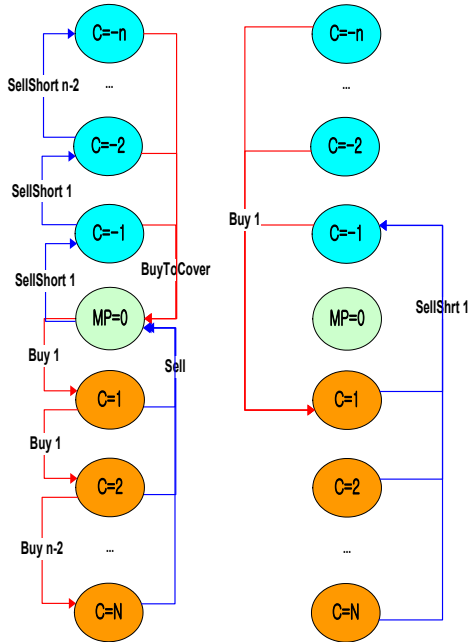 C=-n
SellShort n-2
...
C=-2
SellShort 1
C=-1
BuyToCover
SellShort 1
MP=0
Buy 1
Sell
C=1
Buy 1
C=2
Buy n-2
...
C=N
C=-n
...
C=-2
Buy 1
C=-1
SellShrt 1
MP=0
C=1
C=2
...
C=N